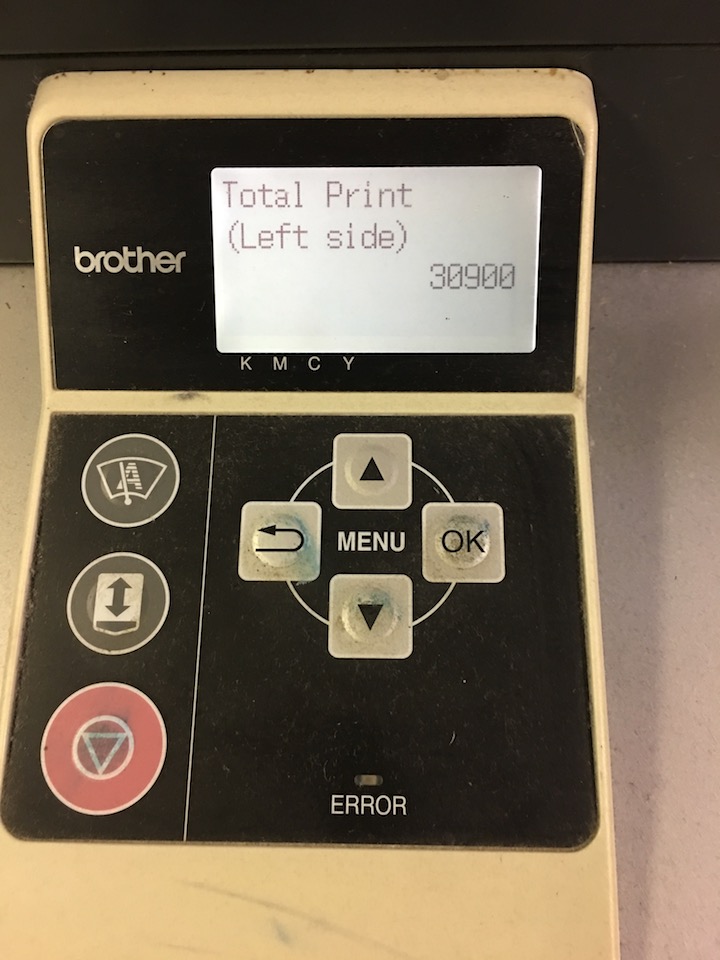 Total Print
(Left side)
30900
brother
K M C Y
MENU
OK
ERROR